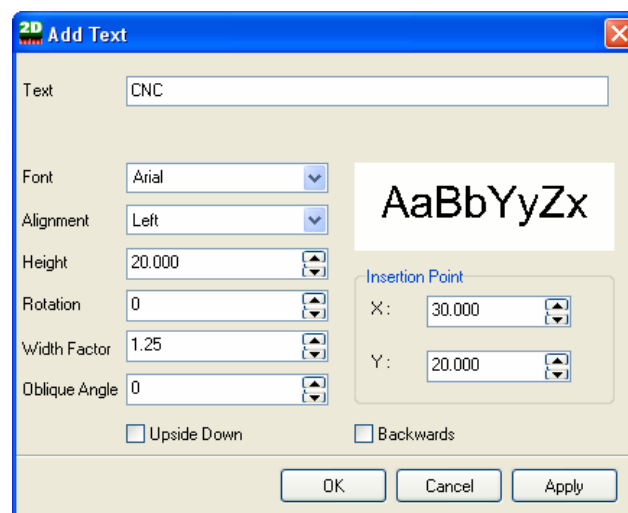 2D Add Text
Text CNC
Font Arial
AaBbYyZx
Alignment Left
Height 20.000
Insertion Point
Rotation 0
X: 30.000
Width Factor 1.25
Y: 20.000
Oblique Angle 0
Upside Down Backwards
OK Cancel Apply